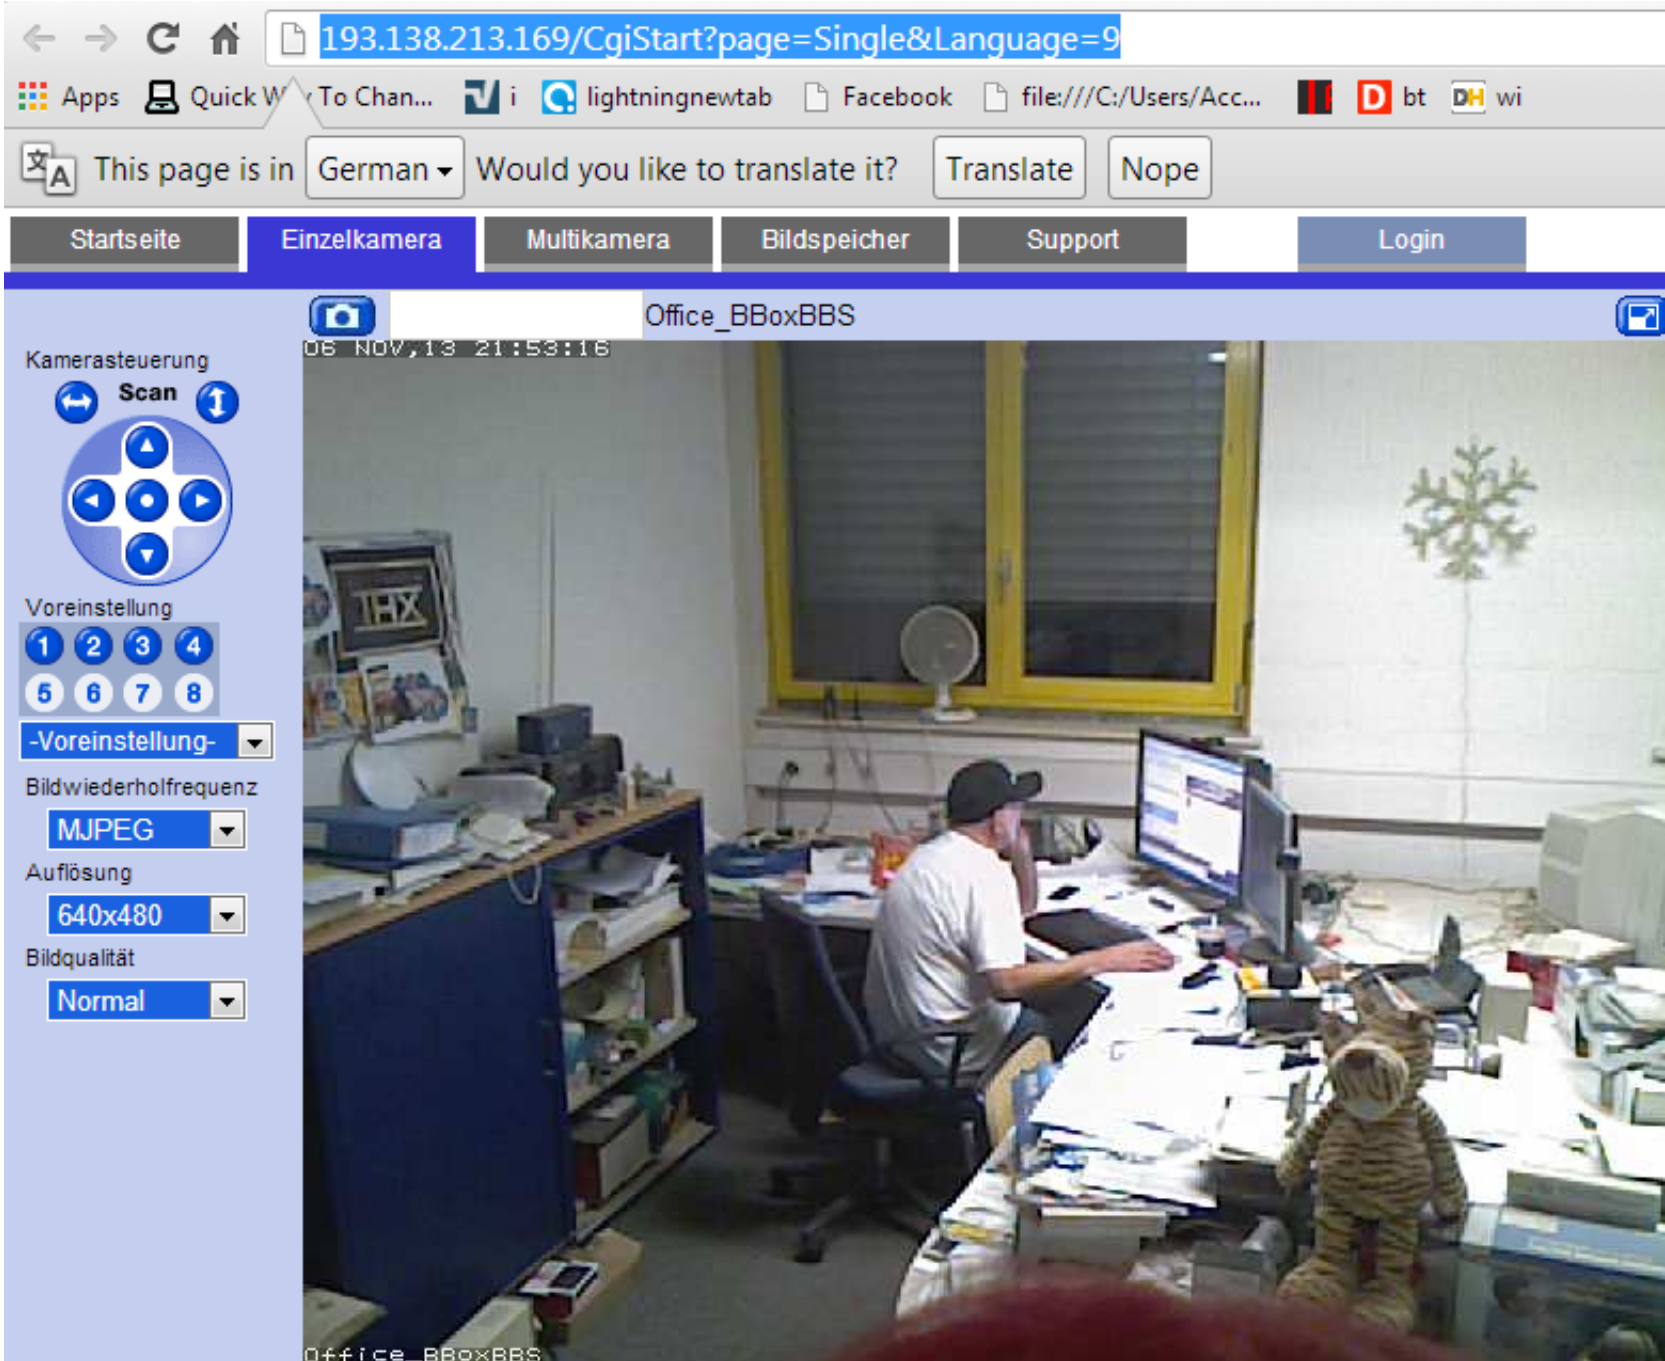 193.138.213.169/CgiStart?page=Single&Language=9
Apps Quick W To Chan... i lightningnewtab Facebook file:///C:/Users/Acc... bt DH wi
This page is in German Would you like to translate it? Translate Nope
Startseite Einzelkamera Multikamera Bildspeicher Support Login
Office_BBoxBBS
06 NOV,13 21:53:16
Kamerasteuerung
Scan
THX
Voreinstellung
1 2 3 4
5 6 7 8
-Voreinstellung-
Bildwiederholfrequenz
MJPEG
Auflösung
640x480
Bildqualität
Normal
Office_BBoxBBS